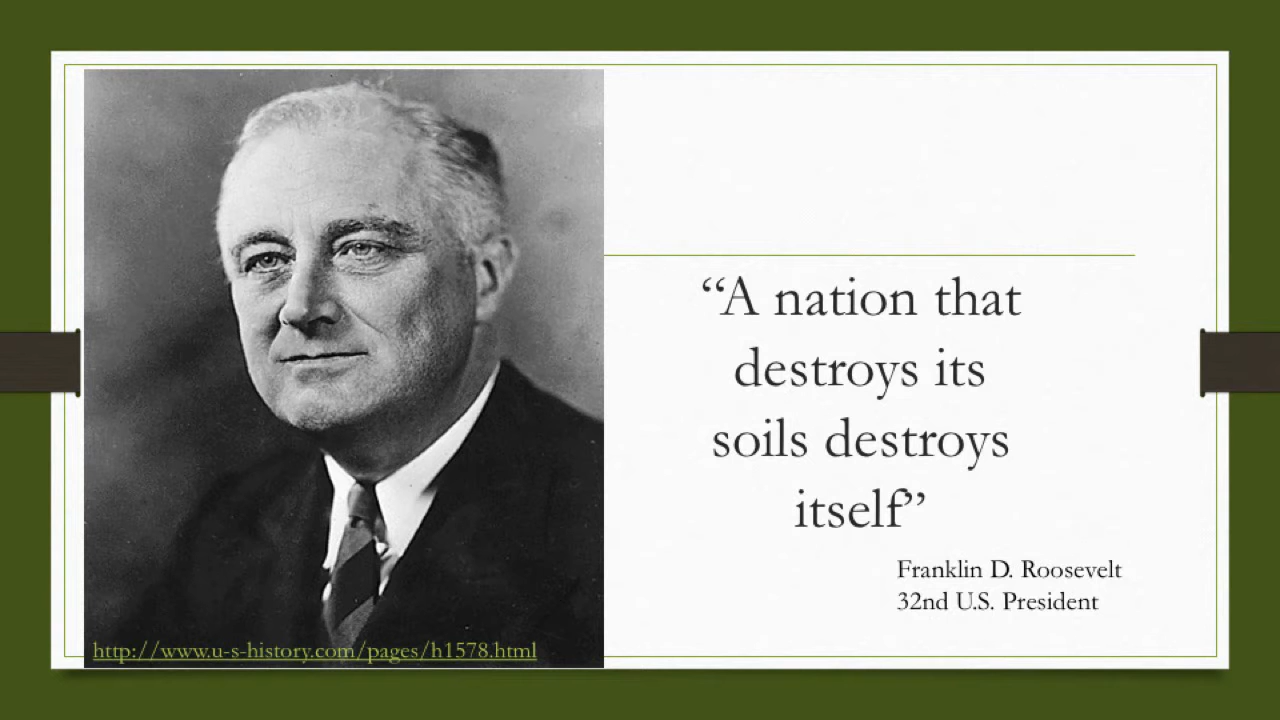 “A nation that
destroys its
soils destroys
itself”
Franklin D. Roosevelt
32nd U.S. President
http://www.u-s-history.com/pages/h1578.html